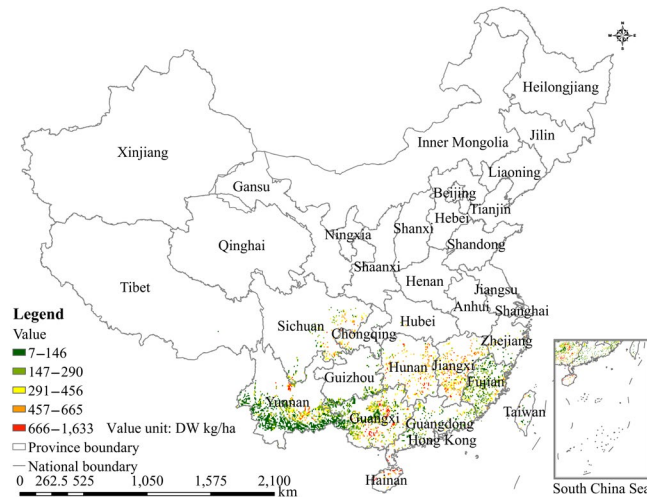 N
W
E
S
Heilongjiang
Jilin
Inner Mongolia
Liaoning
Xinjiang
Gansu
Beijing
Tianjin
Hebei
Ningxia
Shanxi
Shandong
Qinghai
Shaanxi
Henan
Jiangsu
Tibet
Anhui
Shanghai
Sichuan
Chongqing
Hubei
Zhejiang
Hunan
Jiangxi
Guizhou
Fujian
Yunnan
Guangxi
Guangdong
Taiwan
Hong Kong
Hainan
Legend
Value
7–146
147–290
291–456
457–665
666–1,633 Value unit: DW kg/ha
Province boundary
National boundary
0 262.5 525 1,050 1,575 2,100
km
South China Sea